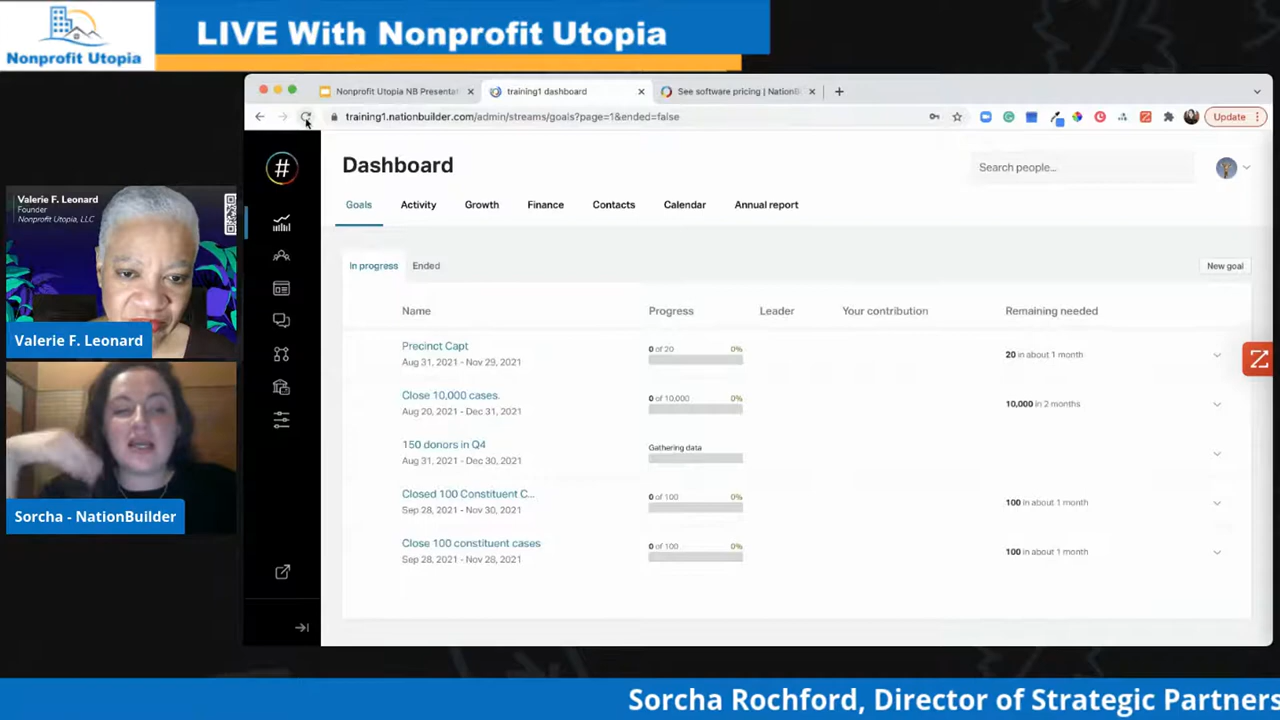 LIVE With Nonprofit Utopia
Nonprofit Utopia
Nonprofit Utopia NB Presentat
training1 dashboard
See software pricing | NationB
training1.nationbuilder.com/admin/streams/goals?page=1&ended=false
Update
#
Dashboard
Search people...
Goals
Activity
Growth
Finance
Contacts
Calendar
Annual report
In progress
Ended
New goal
Name
Progress
Leader
Your contribution
Remaining needed
Precinct Capt
Aug 31, 2021 - Nov 29, 2021
0 of 20
0%
20 in about 1 month
Close 10,000 cases.
Aug 20, 2021 - Dec 31, 2021
0 of 10,000
0%
10,000 in 2 months
150 donors in Q4
Aug 31, 2021 - Dec 30, 2021
Gathering data
Closed 100 Constituent C...
Sep 28, 2021 - Nov 30, 2021
0 of 100
0%
100 in about 1 month
Close 100 constituent cases
Sep 28, 2021 - Nov 28, 2021
0 of 100
0%
100 in about 1 month
Valerie F. Leonard
Founder
Nonprofit Utopia, LLC
Valerie F. Leonard
Sorcha - NationBuilder
Sorcha Rochford, Director of Strategic Partners